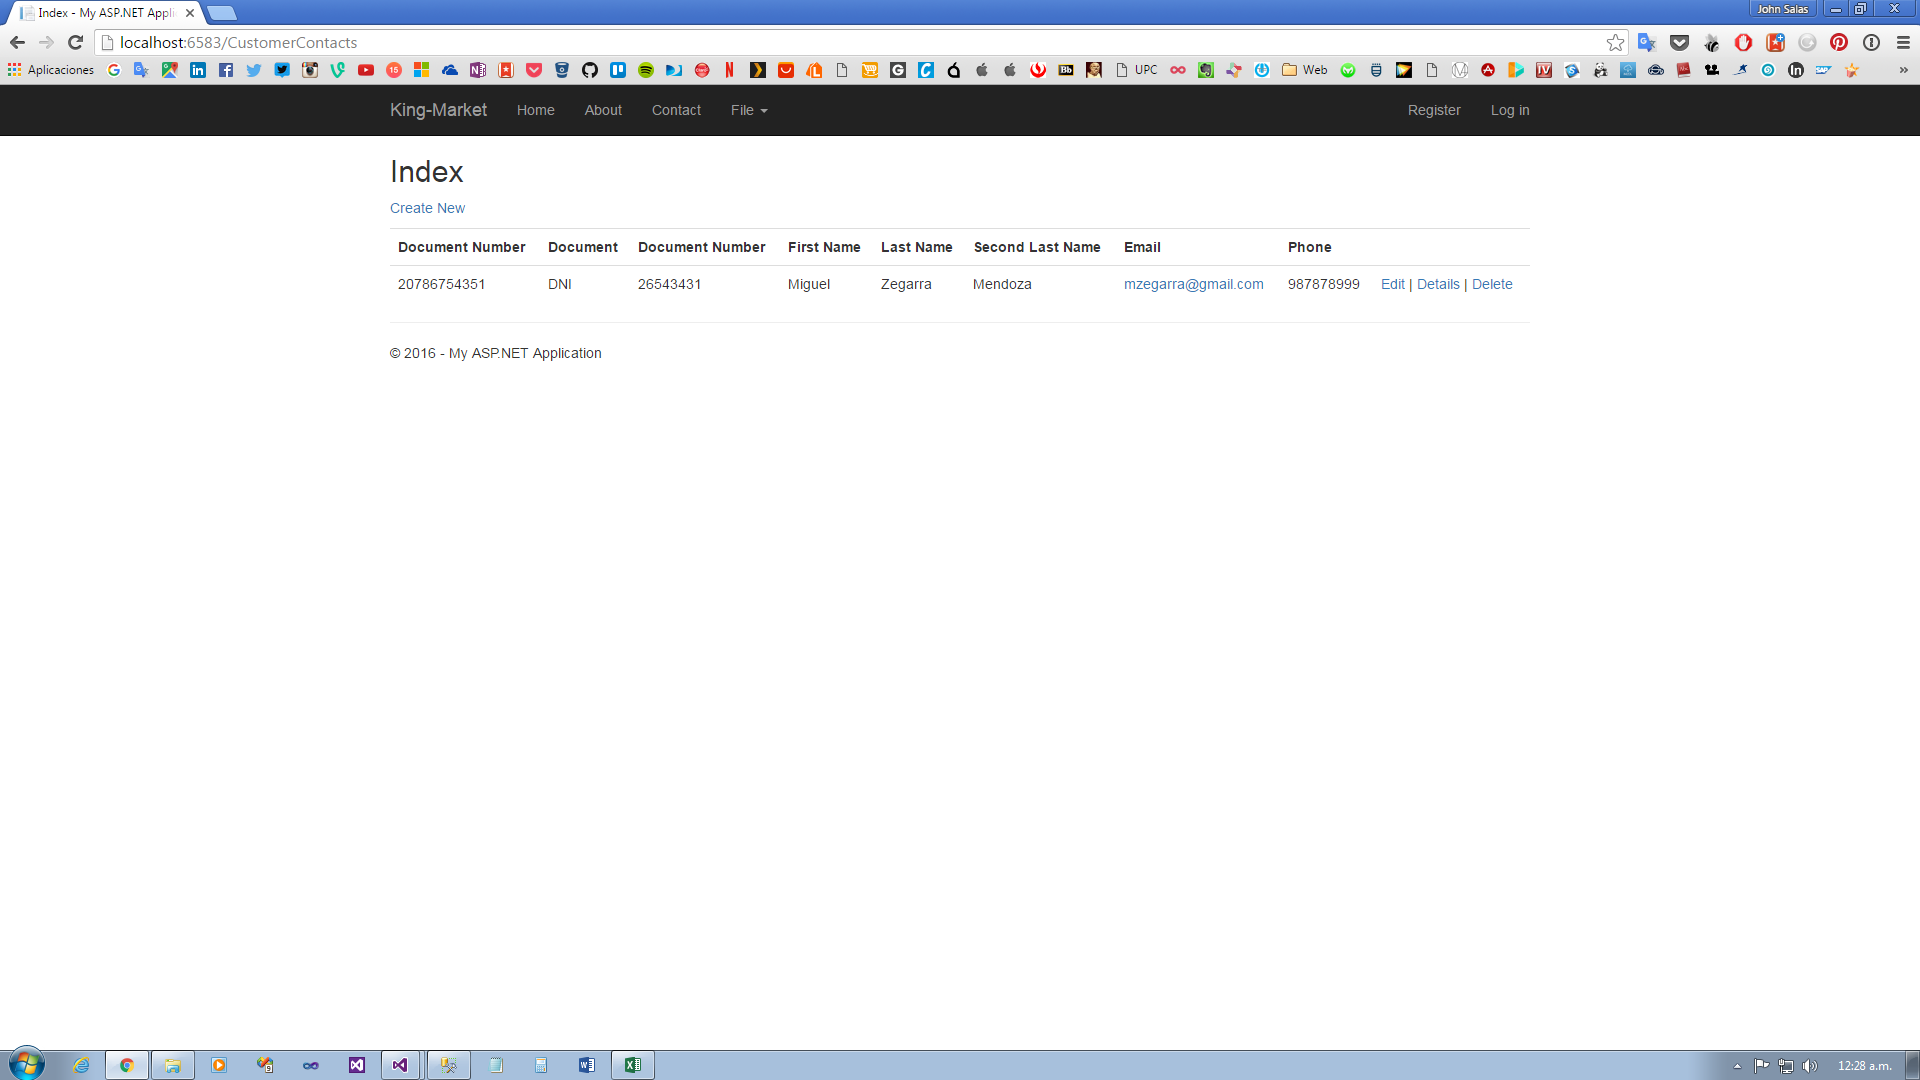 Index - My ASP.NET Appli
John Salas
localhost:6583/CustomerContacts
Aplicaciones
UPC
Web
King-Market Home About Contact File Register Log in
Index
Create New
Document Number Document Document Number First Name Last Name Second Last Name Email Phone
20786754351 DNI 26543431 Miguel Zegarra Mendoza mzegarra@gmail.com 987878999 Edit | Details | Delete
© 2016 - My ASP.NET Application
12:28 a.m.